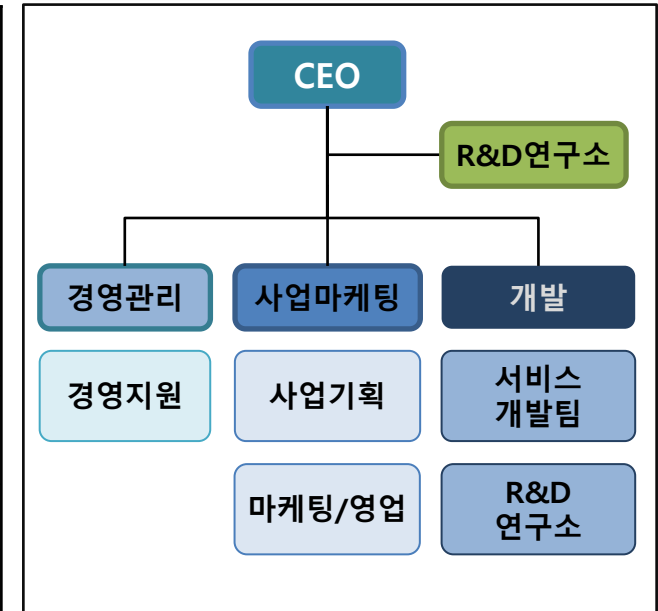 CEO
R&D연구소
경영관리
사업마케팅
개발
경영지원
사업기획
서비스
개발팀
마케팅/영업
R&D
연구소